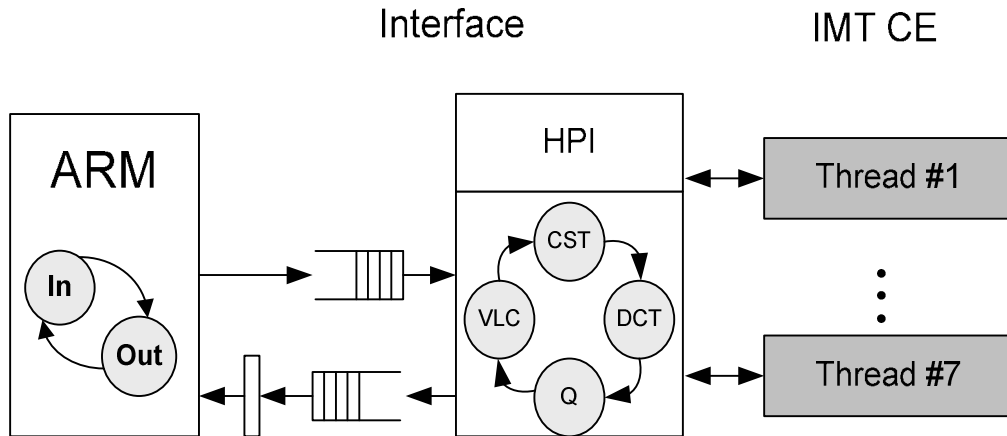 Interface
IMT CE
ARM
HPI
Thread #1
CST
In
VLC
DCT
Out
Thread #7
Q